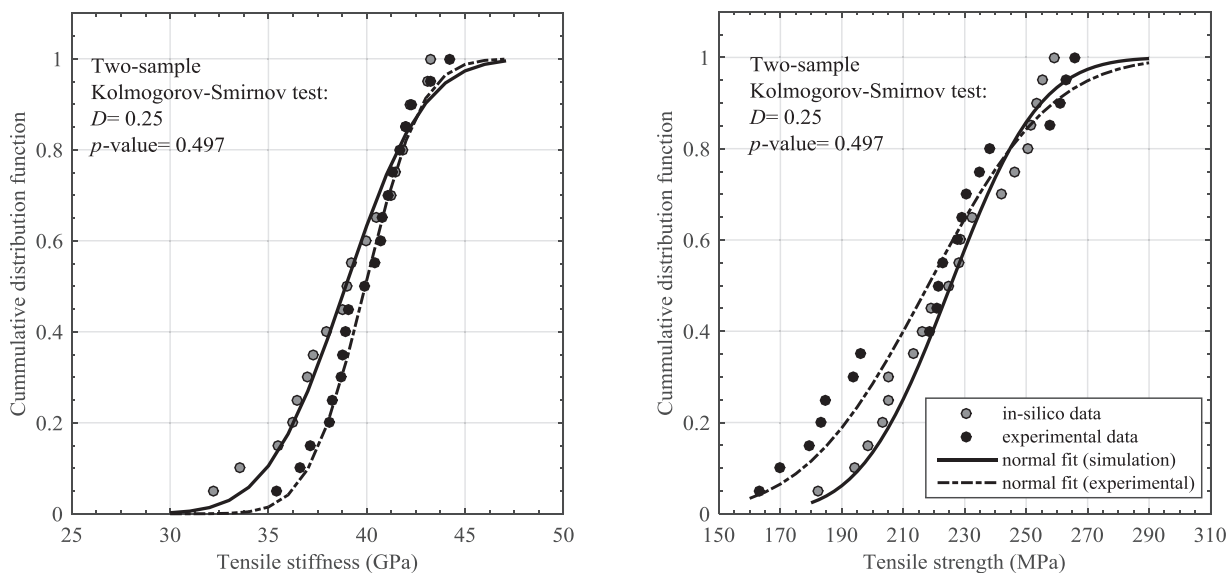 Two-sample
Kolmogorov-Smirnov test:
D= 0.25
p-value= 0.497
Cummulative distribution function
1
0.8
0.6
0.4
0.2
0
25
30
35
40
45
50
Tensile stiffness (GPa)
Two-sample
Kolmogorov-Smirnov test:
D= 0.25
p-value= 0.497
Cummulative distribution function
1
0.8
0.6
0.4
0.2
0
in-silico data
experimental data
normal fit (simulation)
normal fit (experimental)
150
170
190
210
230
250
270
290
310
Tensile strength (MPa)